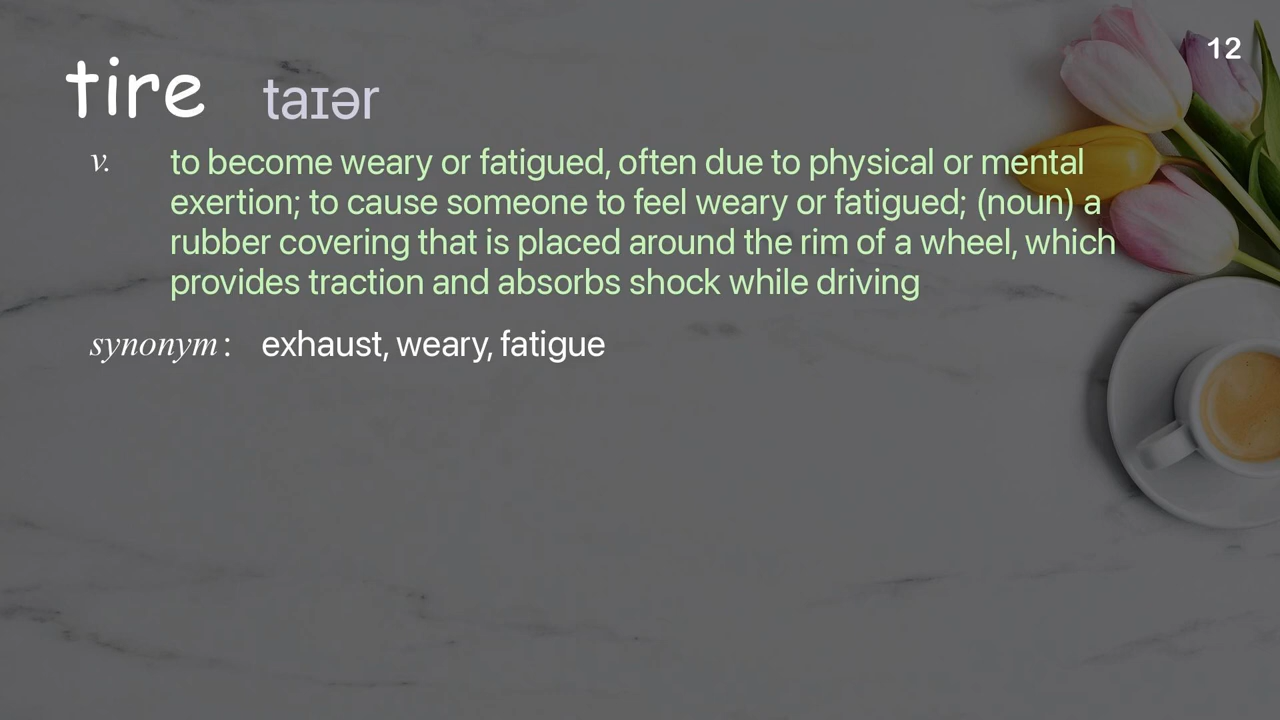 12
tire taɪər
v. to become weary or fatigued, often due to physical or mental
exertion; to cause someone to feel weary or fatigued; (noun) a
rubber covering that is placed around the rim of a wheel, which
provides traction and absorbs shock while driving
synonym : exhaust, weary, fatigue